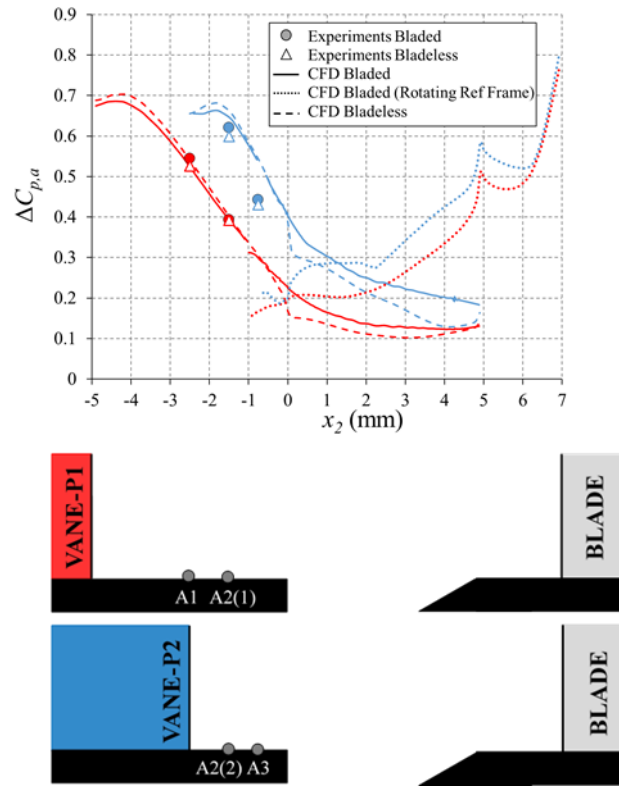 0.9
0.8
0.7
0.6
0.5
0.4
0.3
0.2
0.1
0
ΔCp,a
Experiments Bladed
Experiments Bladeless
CFD Bladed
CFD Bladed (Rotating Ref Frame)
CFD Bladeless
-5 -4 -3 -2 -1 0 1 2 3 4 5 6 7
x2 (mm)
VANE-P1
A1 A2(1)
BLADE
VANE-P2
A2(2) A3
BLADE